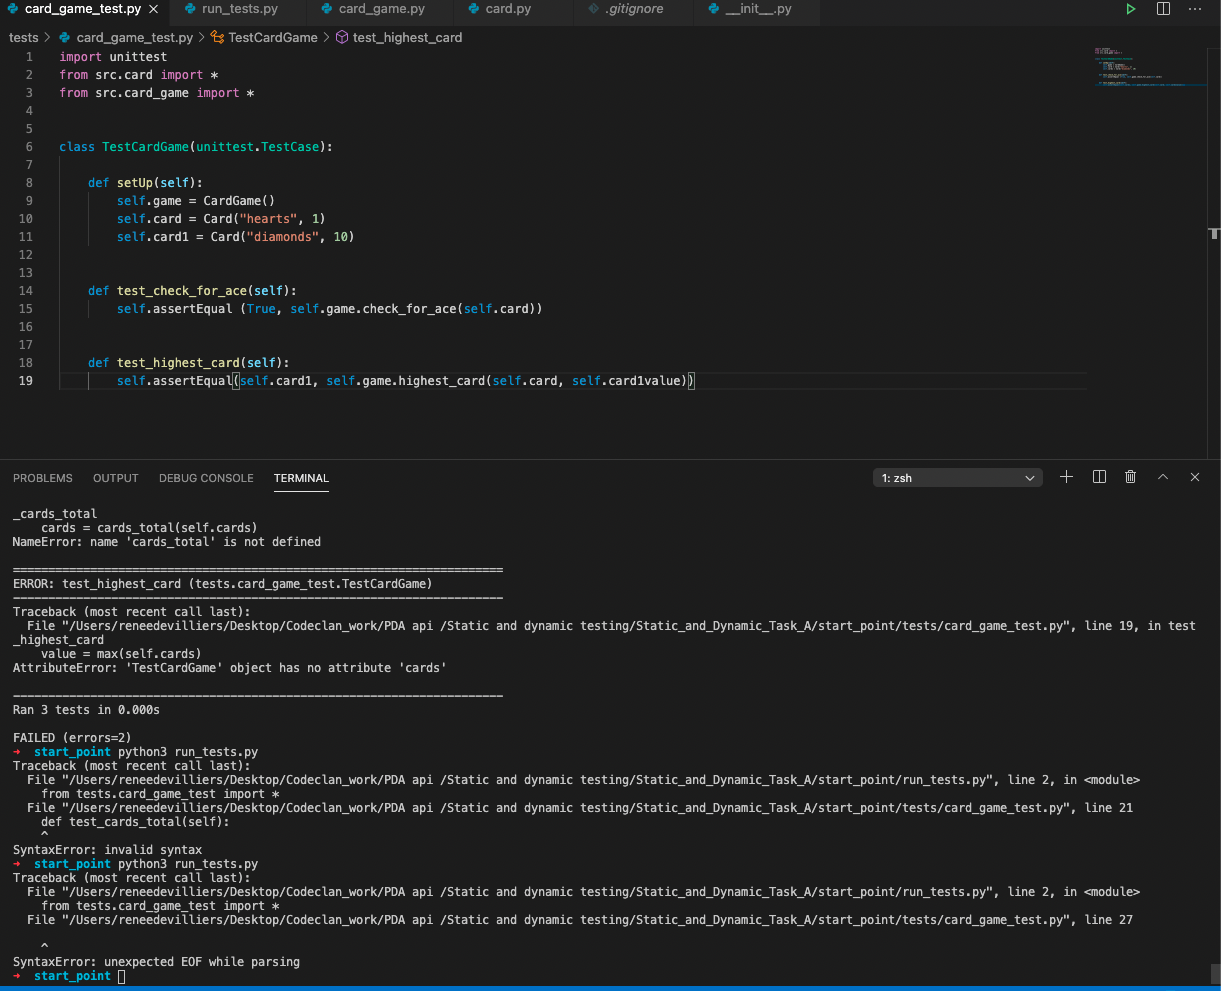 card_game_test.py run_tests.py card_game.py card.py .gitignore __init__.py
tests card_game_test.py TestCardGame test_highest_card
1 import unittest
2 from src.card import *
3 from src.card_game import *
4
5
6 class TestCardGame(unittest.TestCase):
7
8 def setUp(self):
9 self.game = CardGame()
10 self.card = Card("hearts", 1)
11 self.card1 = Card("diamonds", 10)
12
13
14 def test_check_for_ace(self):
15 self.assertEqual (True, self.game.check_for_ace(self.card))
16
17
18 def test_highest_card(self):
19 self.assertEqual(self.card1, self.game.highest_card(self.card, self.card1value))
PROBLEMS OUTPUT DEBUG CONSOLE TERMINAL 1: zsh
_cards_total
cards = cards_total(self.cards)
NameError: name 'cards_total' is not defined
======================================================================
ERROR: test_highest_card (tests.card_game_test.TestCardGame)
----------------------------------------------------------------------
Traceback (most recent call last):
File "/Users/reneedevilliers/Desktop/Codeclan_work/PDA api /Static and dynamic testing/Static_and_Dynamic_Task_A/start_point/tests/card_game_test.py", line 19, in test
_highest_card
value = max(self.cards)
AttributeError: 'TestCardGame' object has no attribute 'cards'
----------------------------------------------------------------------
Ran 3 tests in 0.000s
FAILED (errors=2)
➜ start_point python3 run_tests.py
Traceback (most recent call last):
File "/Users/reneedevilliers/Desktop/Codeclan_work/PDA api /Static and dynamic testing/Static_and_Dynamic_Task_A/start_point/run_tests.py", line 2, in <module>
from tests.card_game_test import *
File "/Users/reneedevilliers/Desktop/Codeclan_work/PDA api /Static and dynamic testing/Static_and_Dynamic_Task_A/start_point/tests/card_game_test.py", line 21
def test_cards_total(self):
^
SyntaxError: invalid syntax
➜ start_point python3 run_tests.py
Traceback (most recent call last):
File "/Users/reneedevilliers/Desktop/Codeclan_work/PDA api /Static and dynamic testing/Static_and_Dynamic_Task_A/start_point/run_tests.py", line 2, in <module>
from tests.card_game_test import *
File "/Users/reneedevilliers/Desktop/Codeclan_work/PDA api /Static and dynamic testing/Static_and_Dynamic_Task_A/start_point/tests/card_game_test.py", line 27
^
SyntaxError: unexpected EOF while parsing
➜ start_point